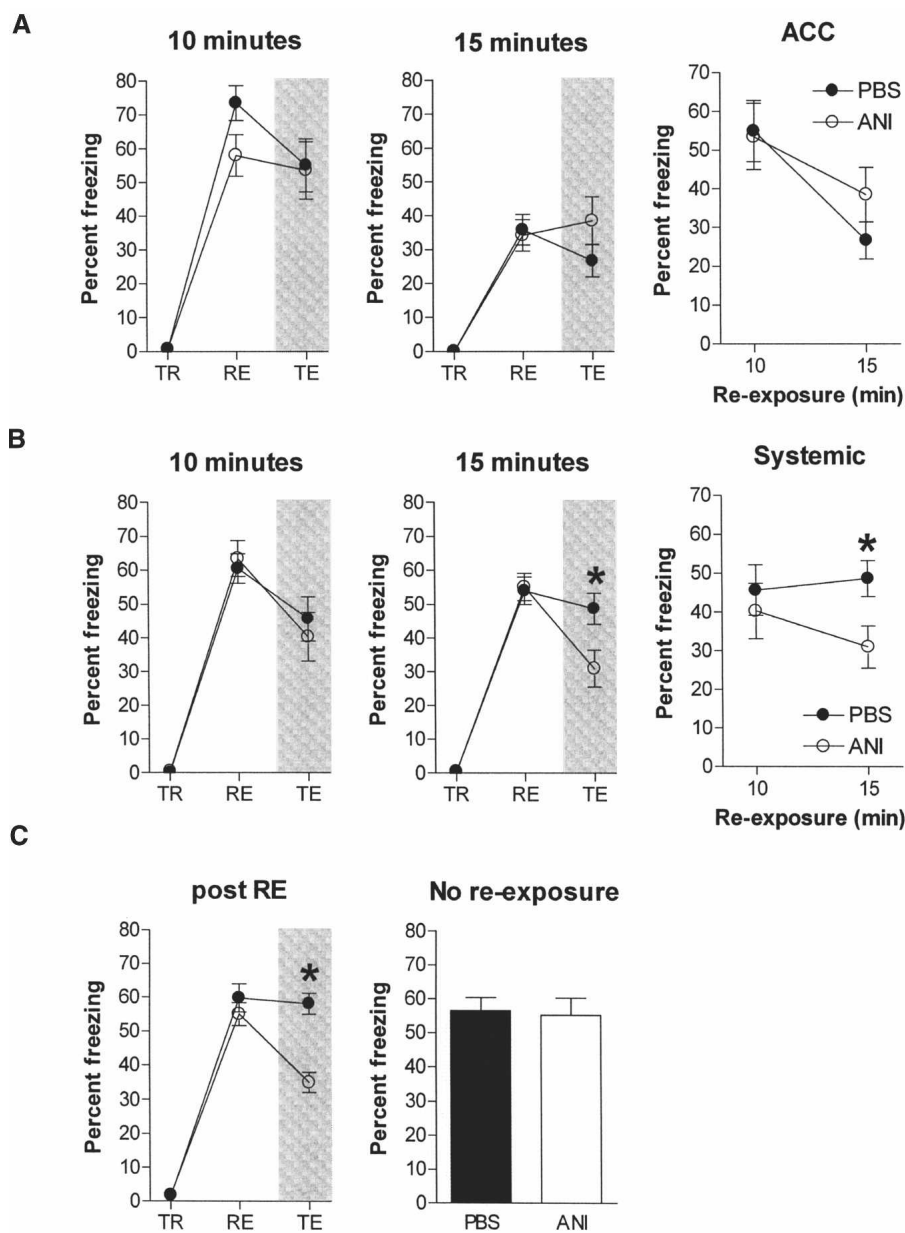 A
10 minutes
Percent freezing
80
70
60
50
40
30
20
10
0
TR RE TE
15 minutes
Percent freezing
80
70
60
50
40
30
20
10
0
TR RE TE
ACC
Percent freezing
70
60
50
40
30
20
10
0
PBS
ANI
10 15
Re-exposure (min)
B
10 minutes
Percent freezing
80
70
60
50
40
30
20
10
0
TR RE TE
15 minutes
Percent freezing
80
70
60
50
40
30
20
10
0
*
TR RE TE
Systemic
Percent freezing
70
60
50
40
30
20
10
0
*
PBS
ANI
10 15
Re-exposure (min)
C
post RE
Percent freezing
80
70
60
50
40
30
20
10
0
*
TR RE TE
No re-exposure
Percent freezing
80
70
60
50
40
30
20
10
0
PBS ANI